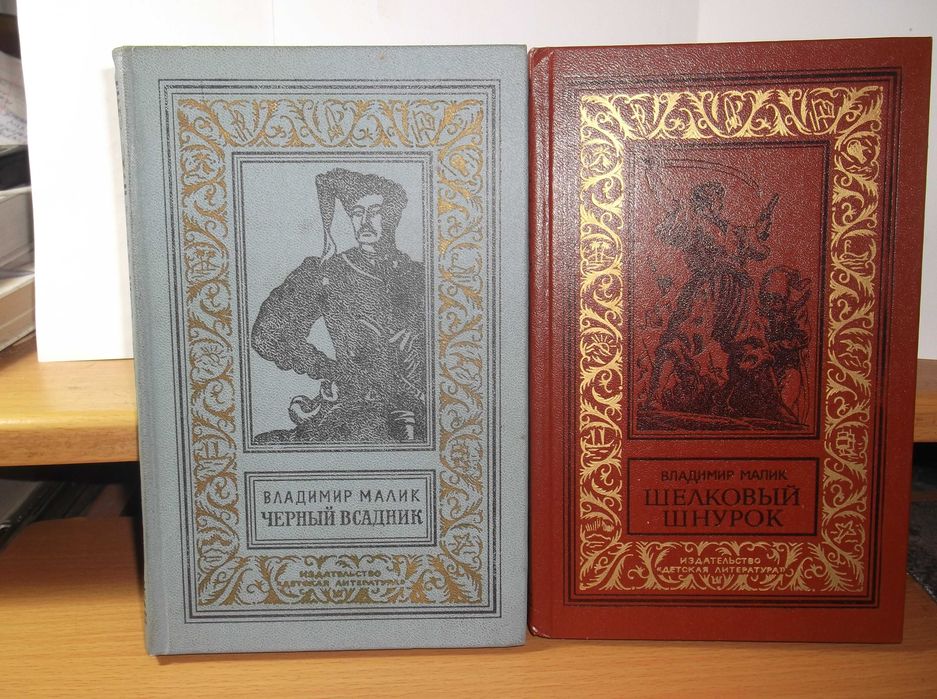 ВЛАДИМИР МАЛИК
ЧЕРНЫЙ ВСАДНИК
ИЗДАТЕЛЬСТВО
«ДЕТСКАЯ ЛИТЕРАТУРА»
ВЛАДИМИР МАЛИК
ШЕЛКОВЫЙ
ШНУРОК
ИЗДАТЕЛЬСТВО
«ДЕТСКАЯ ЛИТЕРАТУРА»